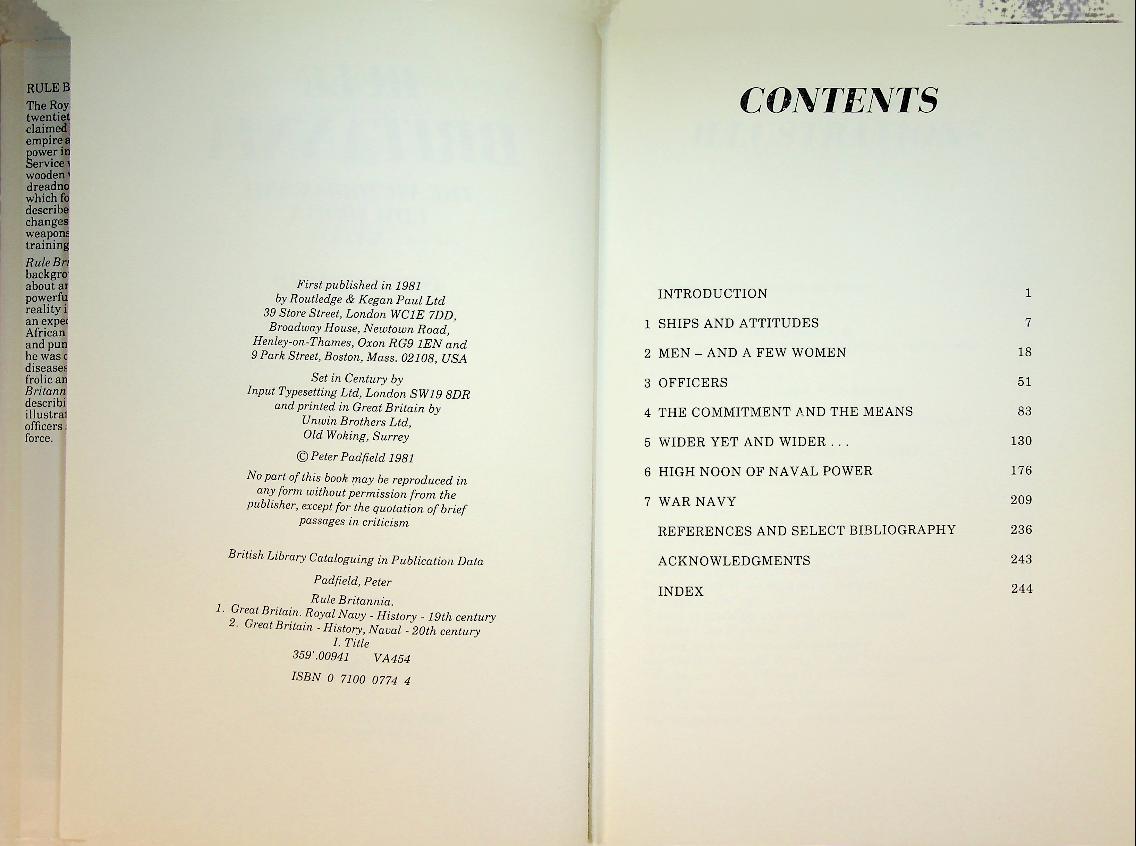 RULE B
The Roy
twentiet
claimed
empire a
power in
Service
wooden
dreadno
which fo
describe
changes
weapons
training
Rule Bri
backgro
about an
powerfu
reality i
an expec
African
and pun
he was c
diseases
frolic an
Britann
describi
illustrat
officers
force.
First published in 1981
by Routledge & Kegan Paul Ltd
39 Store Street, London WC1E 7DD,
Broadway House, Newtown Road,
Henley-on-Thames, Oxon RG9 1EN and
9 Park Street, Boston, Mass. 02108, USA
Set in Century by
Input Typesetting Ltd, London SW19 8DR
and printed in Great Britain by
Unwin Brothers Ltd,
Old Woking, Surrey
© Peter Padfield 1981
No part of this book may be reproduced in
any form without permission from the
publisher, except for the quotation of brief
passages in criticism
British Library Cataloguing in Publication Data
Padfield, Peter
Rule Britannia.
1. Great Britain. Royal Navy - History - 19th century
2. Great Britain - History, Naval - 20th century
I. Title
359'.00941 VA454
ISBN 0 7100 0774 4
CONTENTS
INTRODUCTION 1
1 SHIPS AND ATTITUDES 7
2 MEN – AND A FEW WOMEN 18
3 OFFICERS 51
4 THE COMMITMENT AND THE MEANS 83
5 WIDER YET AND WIDER . . . 130
6 HIGH NOON OF NAVAL POWER 176
7 WAR NAVY 209
REFERENCES AND SELECT BIBLIOGRAPHY 236
ACKNOWLEDGMENTS 243
INDEX 244